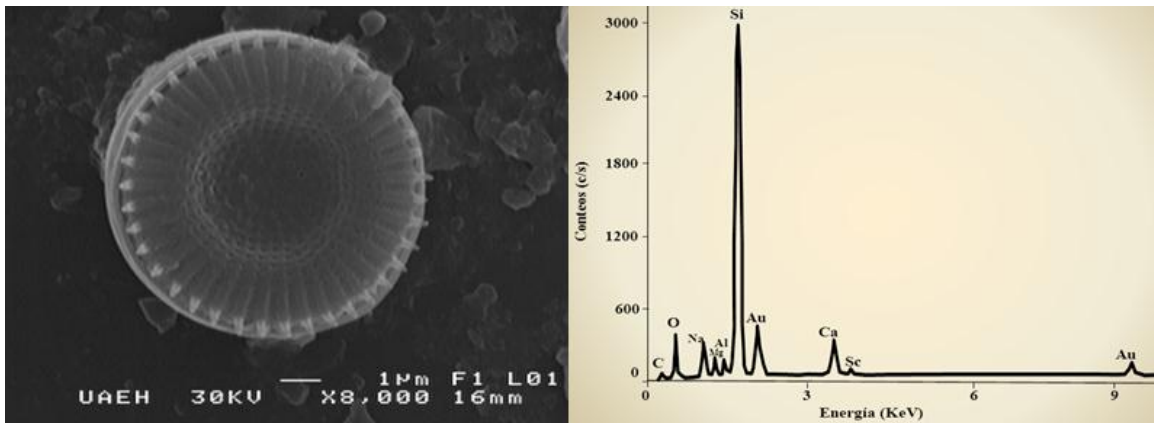 1µm F1 L01
UAEH 30KV X8,000 16mm
Conteos (c/s)
3000
2400
1800
1200
600
0
C
O
Na
Mg
Al
Si
Au
Ca
Sc
Au
0
3
6
9
Energía (KeV)